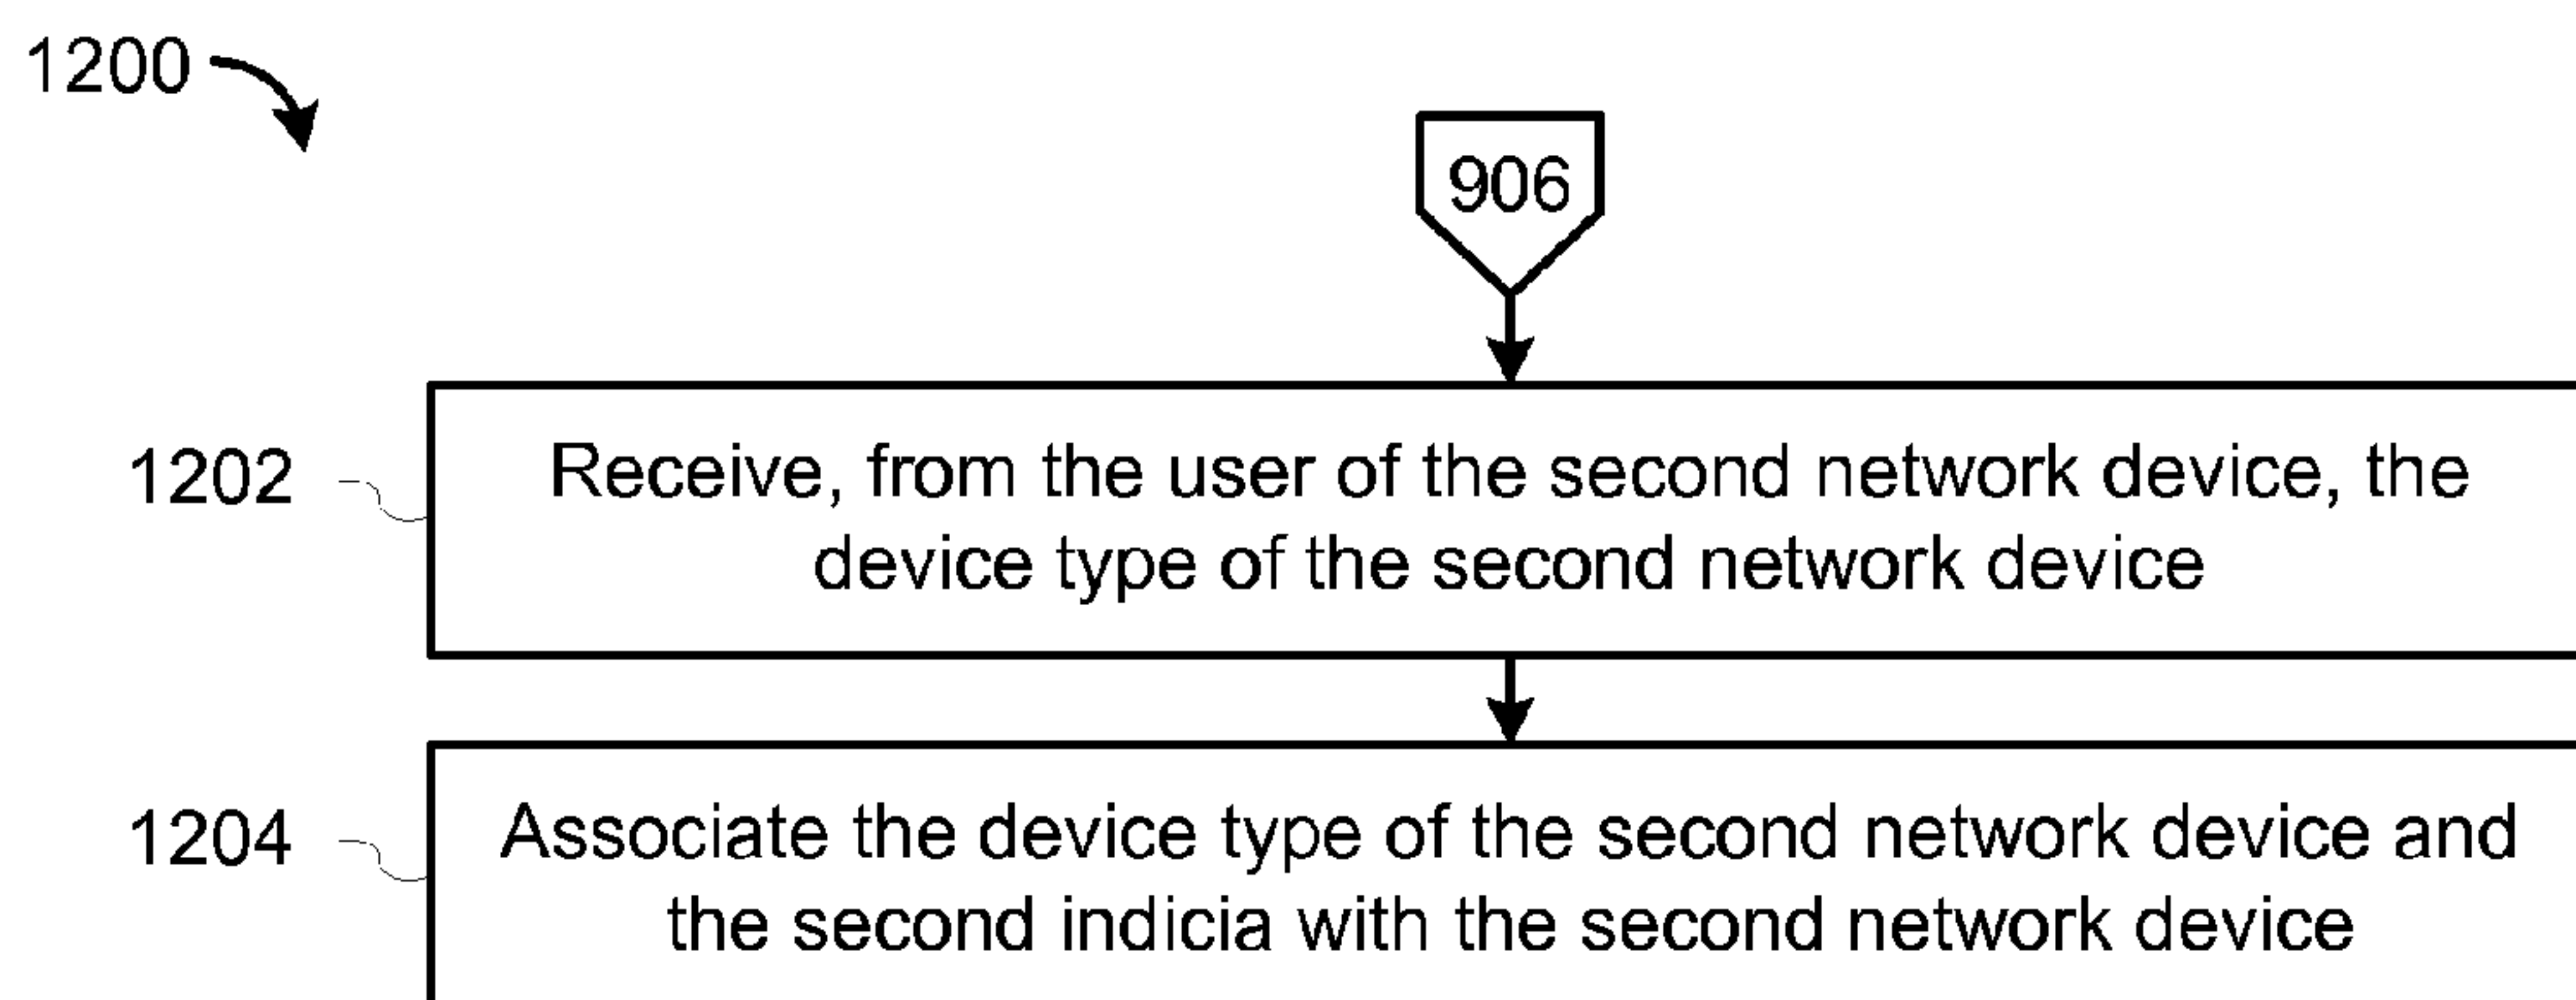 1200
906
1202
Receive, from the user of the second network device, the
device type of the second network device
1204
Associate the device type of the second network device and
the second indicia with the second network device